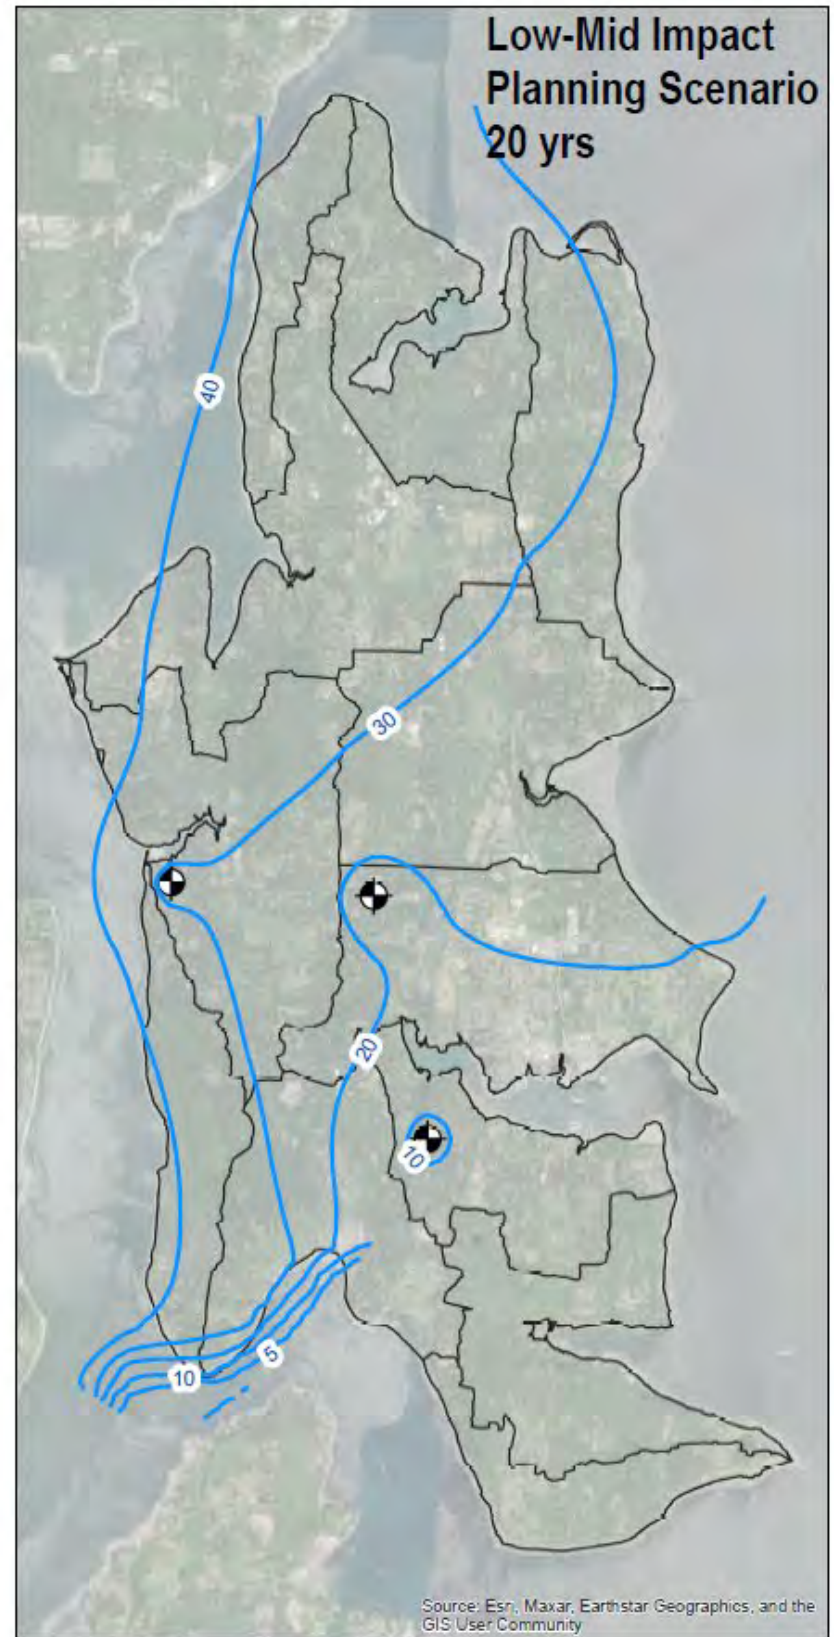 Low-Mid Impact
Planning Scenario
20 yrs
40
30
20
10
5
10
Source: Esri, Maxar, Earthstar Geographics, and the
GIS User Community